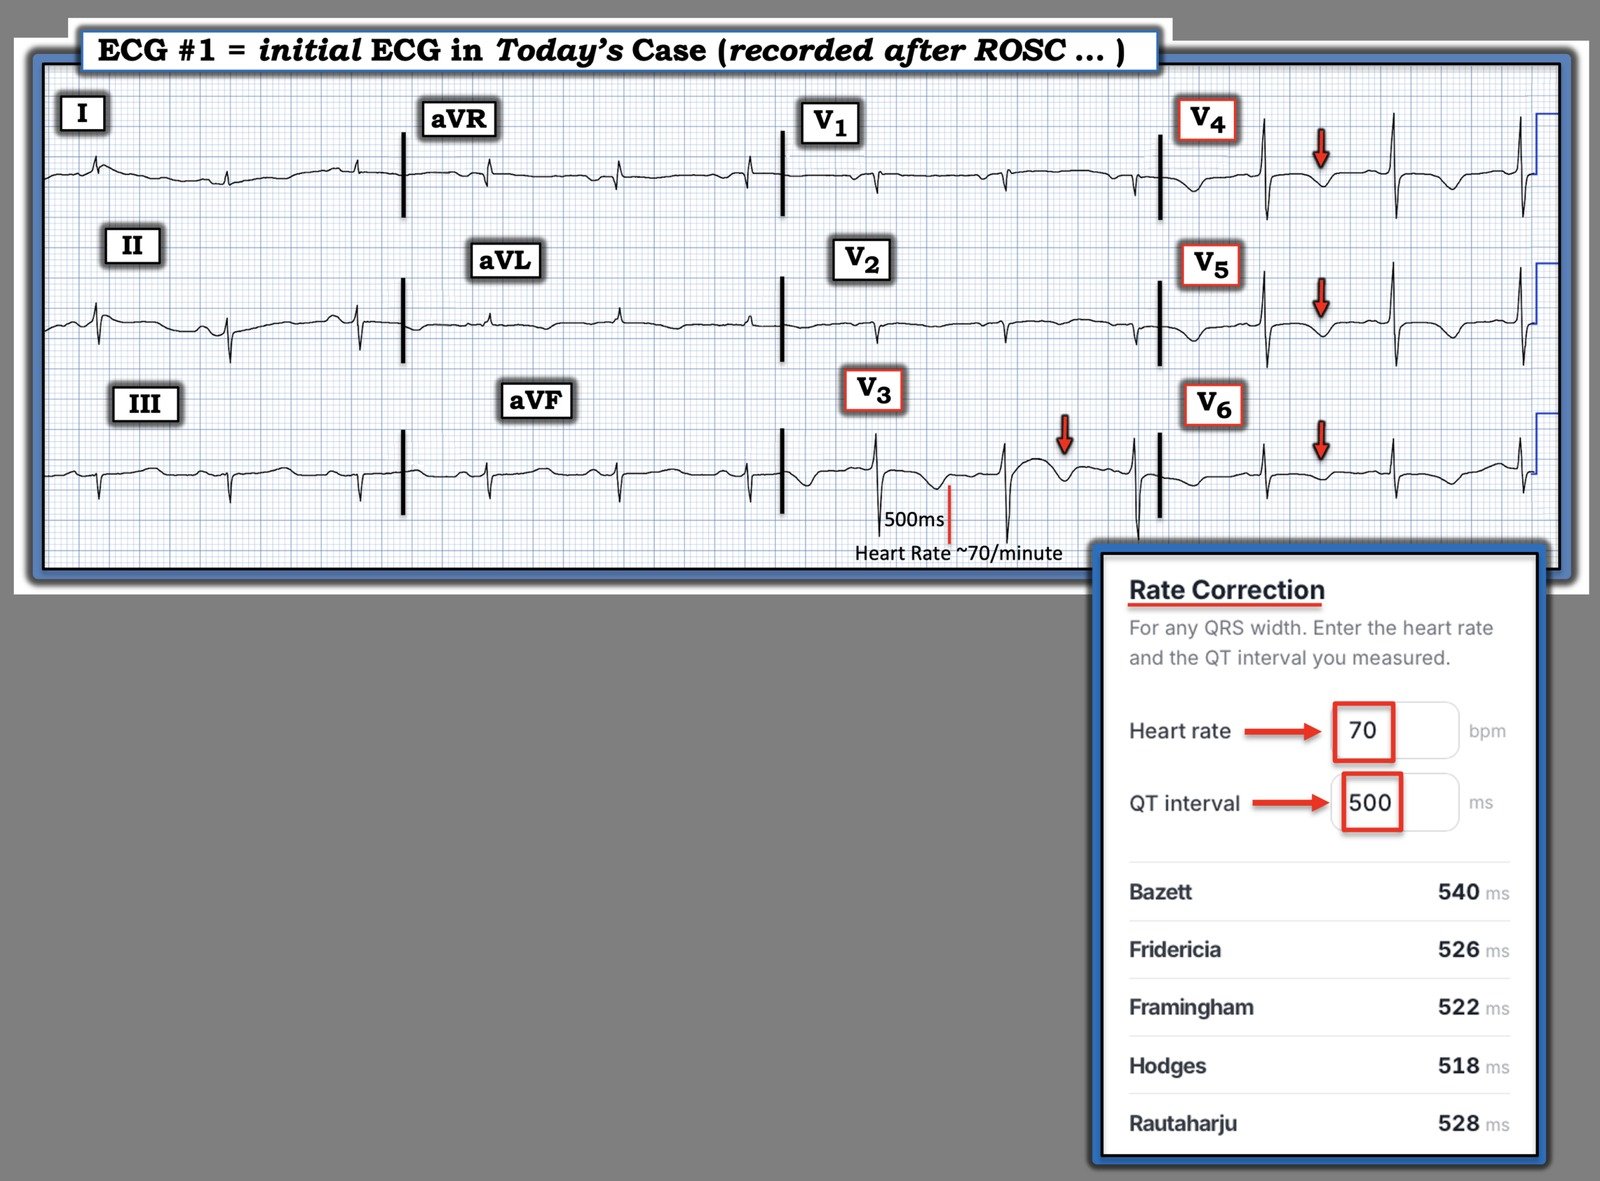 ECG #1 = initial ECG in Today's Case (recorded after ROSC ... )
I
aVR
V1
V4
II
aVL
V2
V5
III
aVF
V3
V6
500ms
Heart Rate ~70/minute
Rate Correction
For any QRS width. Enter the heart rate
and the QT interval you measured.
Heart rate 70 bpm
QT interval 500 ms
Bazett 540 ms
Fridericia 526 ms
Framingham 522 ms
Hodges 518 ms
Rautaharju 528 ms